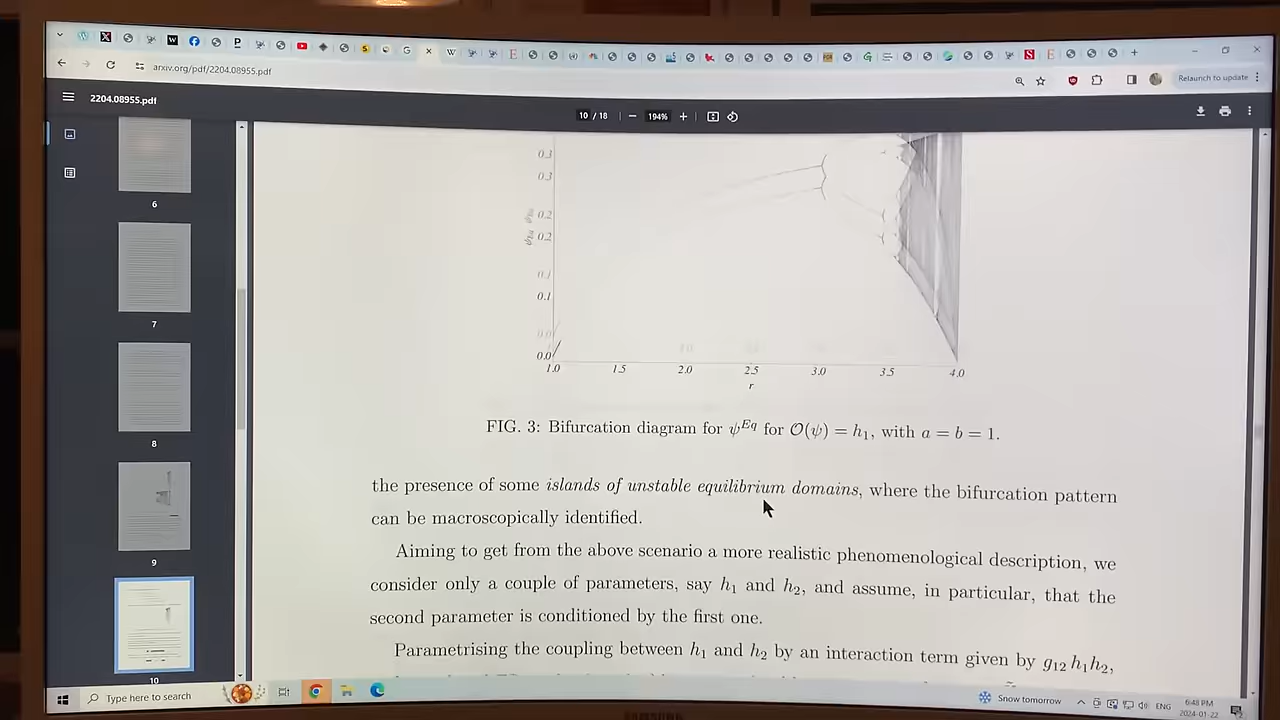 arxiv.org/pdf/2204.08955.pdf
Relaunch to update
2204.08955.pdf
10 / 18
194%
6
7
8
9
10
0.3
0.3
0.2
0.2
0.1
0.1
0.0
0.0
1.0 1.5 2.0 2.5 3.0 3.5 4.0
r
FIG. 3: Bifurcation diagram for ψ^Eq for O(ψ) = h₁, with a = b = 1.
the presence of some islands of unstable equilibrium domains, where the bifurcation pattern
can be macroscopically identified.
Aiming to get from the above scenario a more realistic phenomenological description, we
consider only a couple of parameters, say h₁ and h₂, and assume, in particular, that the
second parameter is conditioned by the first one.
Parametrising the coupling between h₁ and h₂ by an interaction term given by g₁₂ h₁h₂,
Type here to search
Snow tomorrow
ENG
6:48 PM
2024-01-22
SAMSUNG